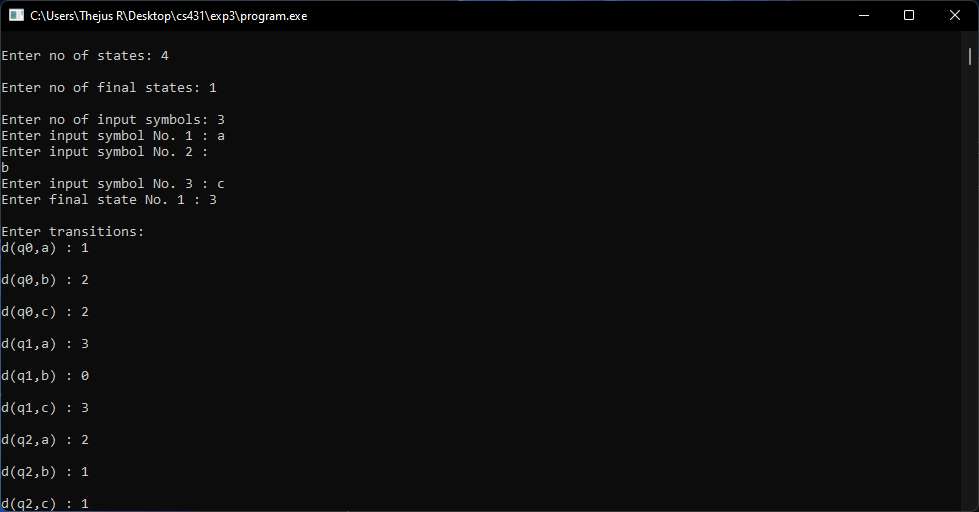 C:\Users\Thejus R\Desktop\cs431\exp3\program.exe
Enter no of states: 4
Enter no of final states: 1
Enter no of input symbols: 3
Enter input symbol No. 1 : a
Enter input symbol No. 2 :
b
Enter input symbol No. 3 : c
Enter final state No. 1 : 3
Enter transitions:
d(q0,a) : 1
d(q0,b) : 2
d(q0,c) : 2
d(q1,a) : 3
d(q1,b) : 0
d(q1,c) : 3
d(q2,a) : 2
d(q2,b) : 1
d(q2,c) : 1